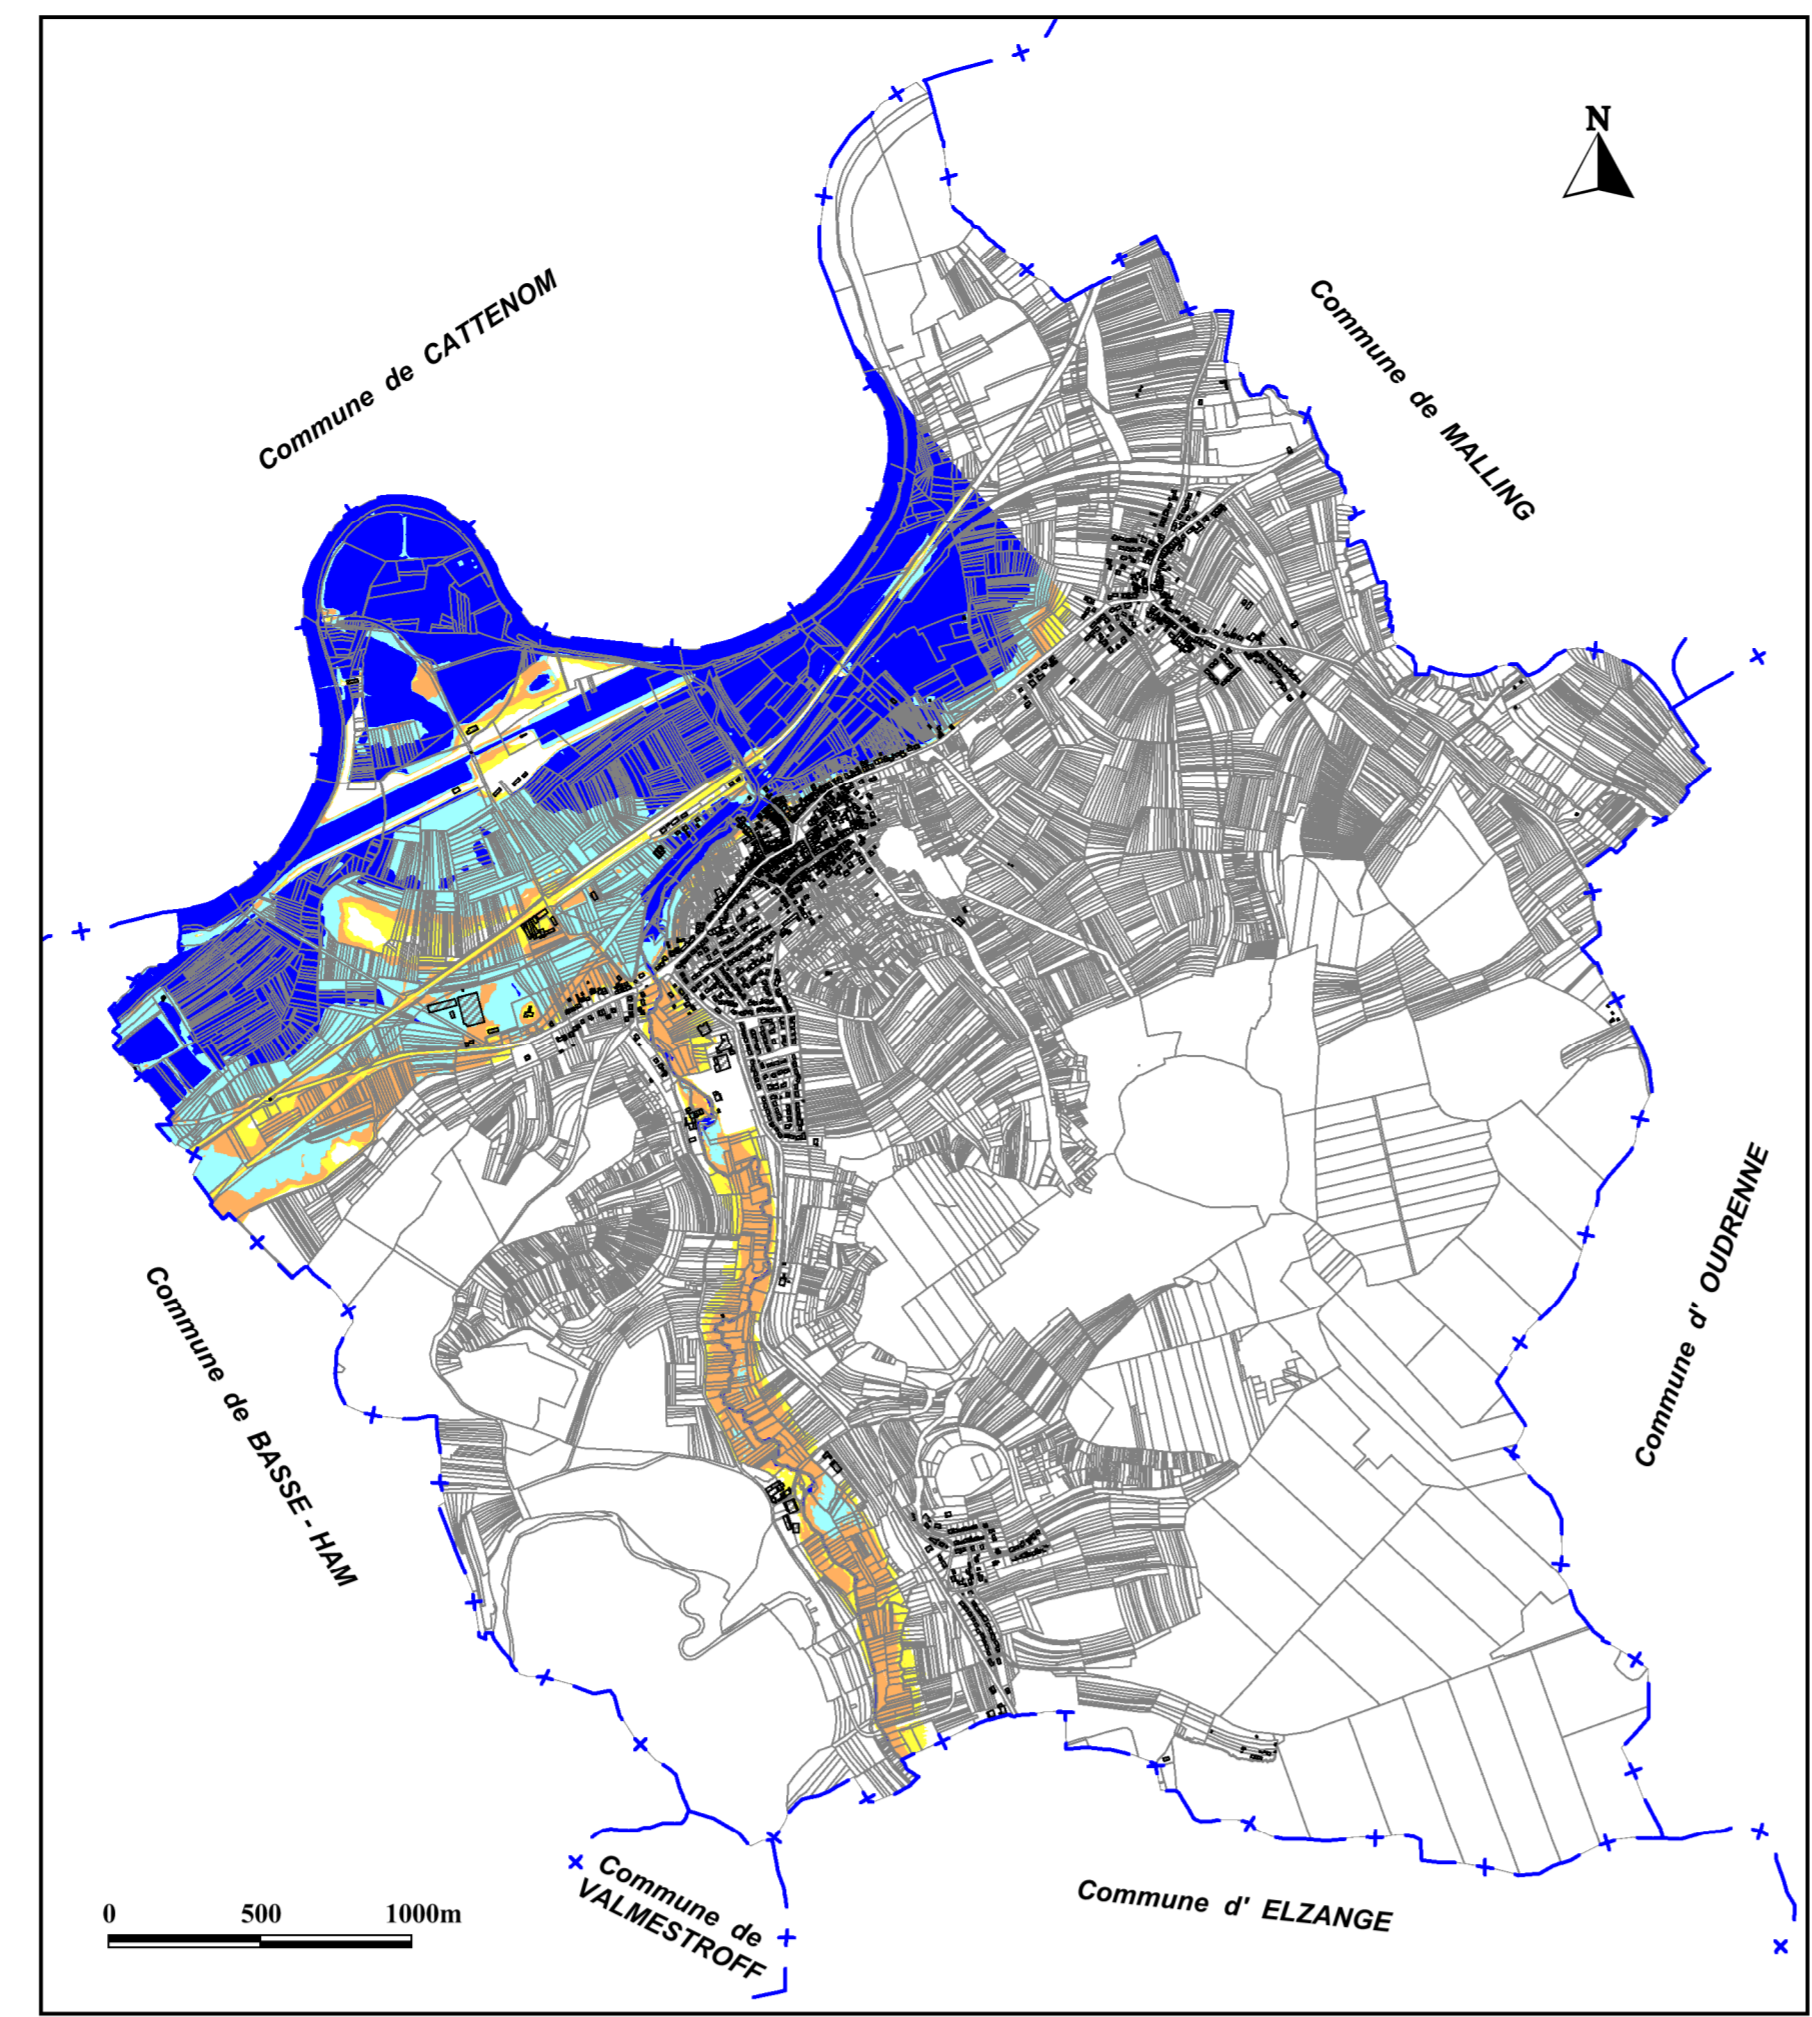 N
Commune de CATTENOM
Commune de MALLING
Commune d' OUDRENNE
Commune de BASSE - HAM
Commune de
VALMESTROFF
Commune d' ELZANGE
0 500 1000m